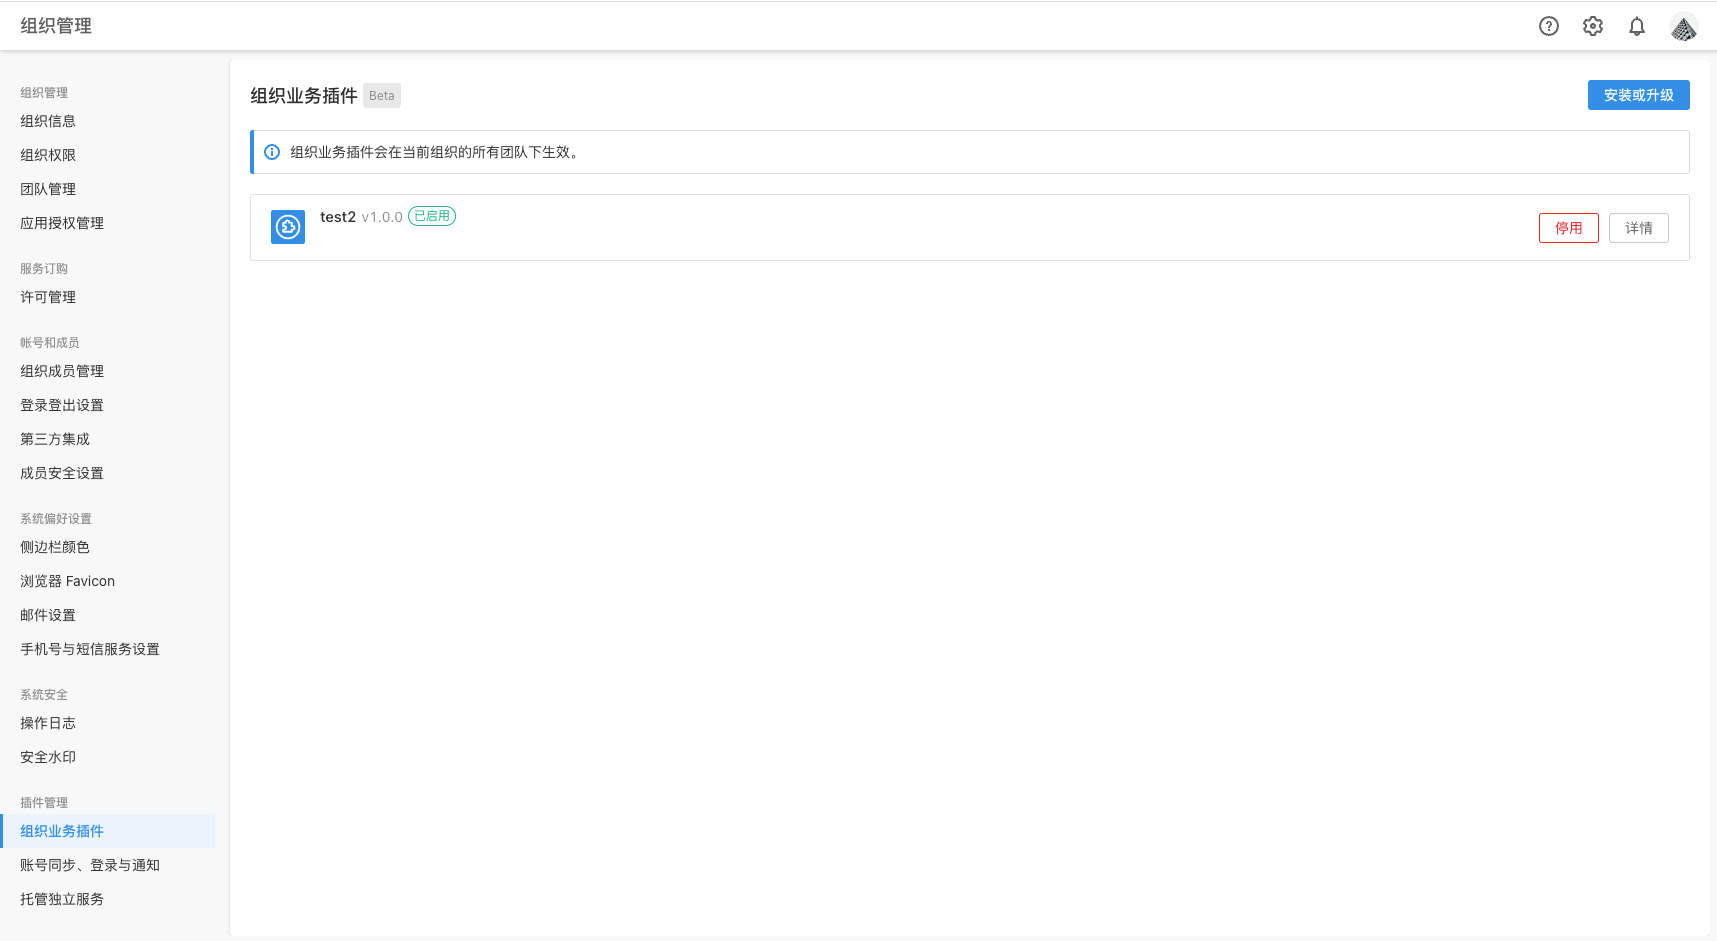 组织管理
组织管理
组织信息
组织权限
团队管理
应用授权管理
服务订购
许可管理
帐号和成员
组织成员管理
登录登出设置
第三方集成
成员安全设置
系统偏好设置
侧边栏颜色
浏览器 Favicon
邮件设置
手机号与短信服务设置
系统安全
操作日志
安全水印
插件管理
组织业务插件
账号同步、登录与通知
托管独立服务
组织业务插件 Beta
安装或升级
组织业务插件会在当前组织的所有团队下生效。
test2 v1.0.0 已启用
停用 详情